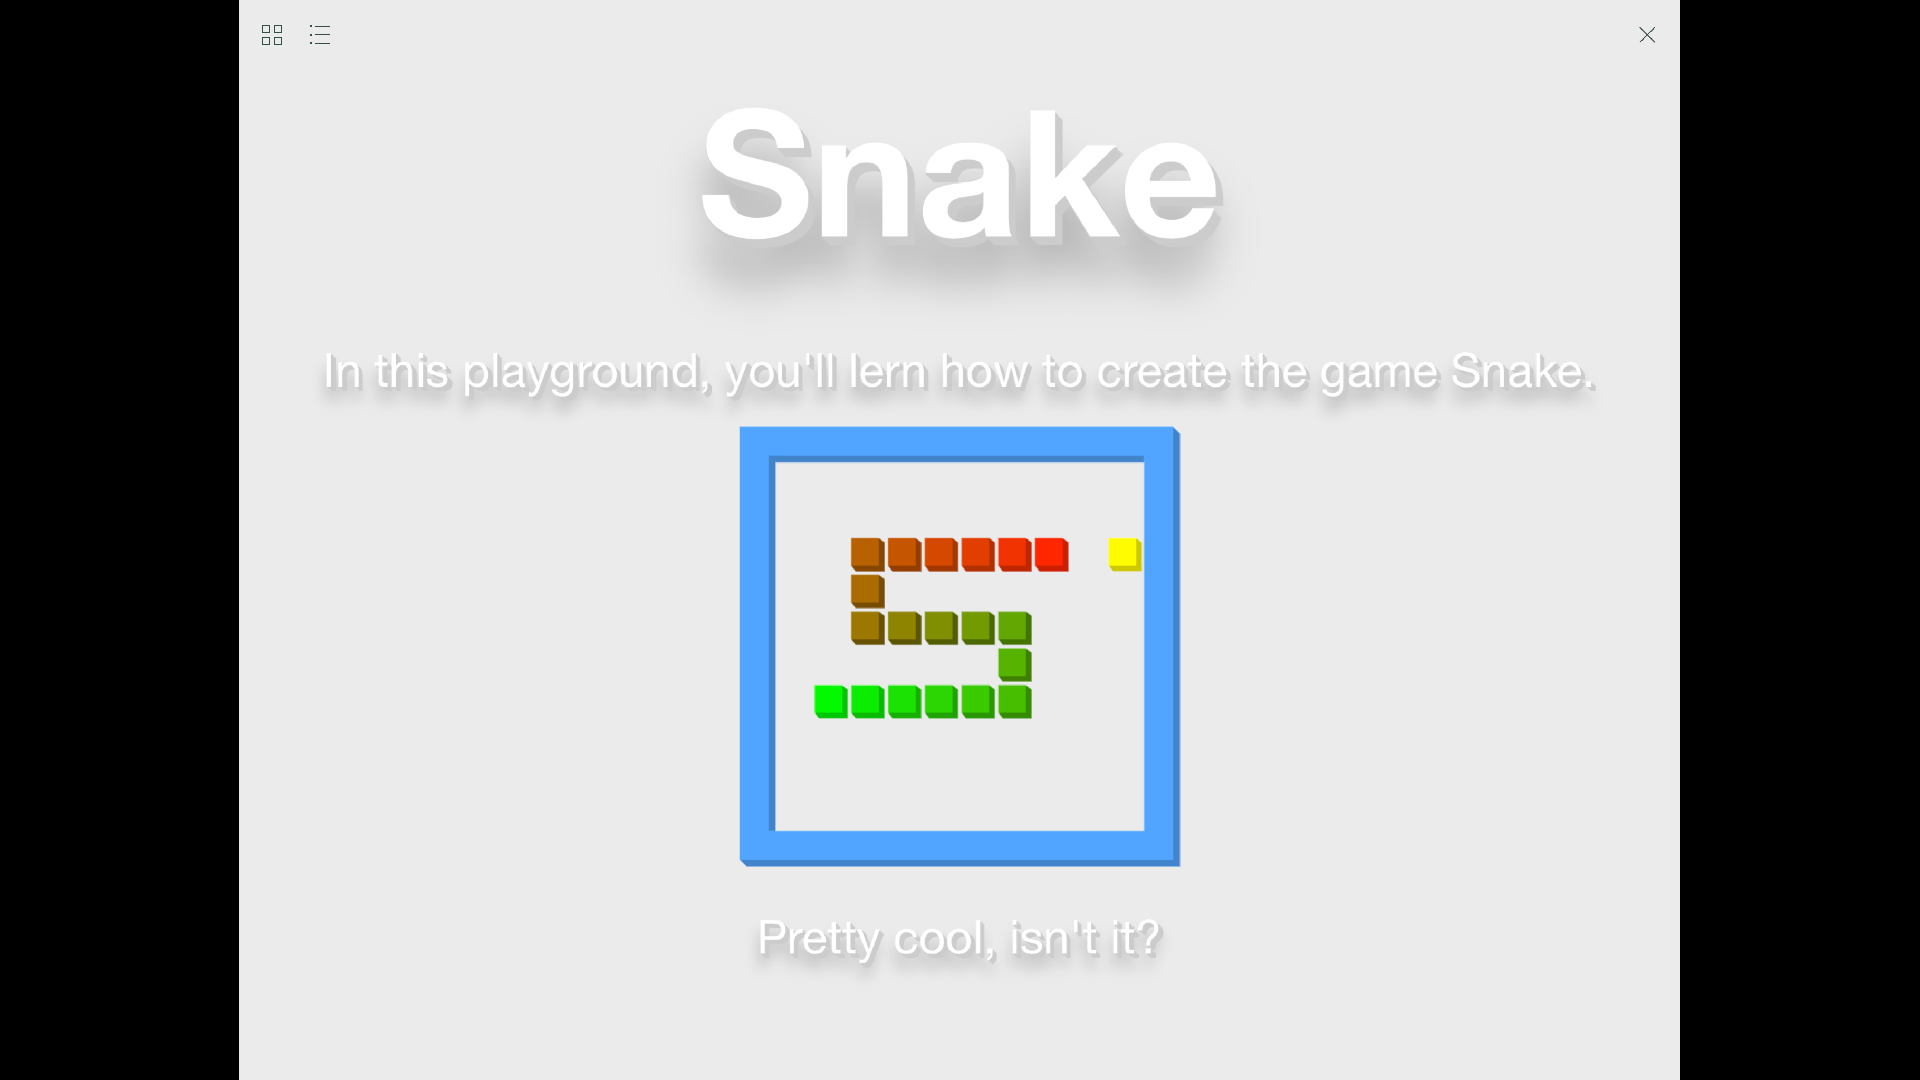 Snake
In this playground, you'll lern how to create the game Snake.
Pretty cool, isn't it?